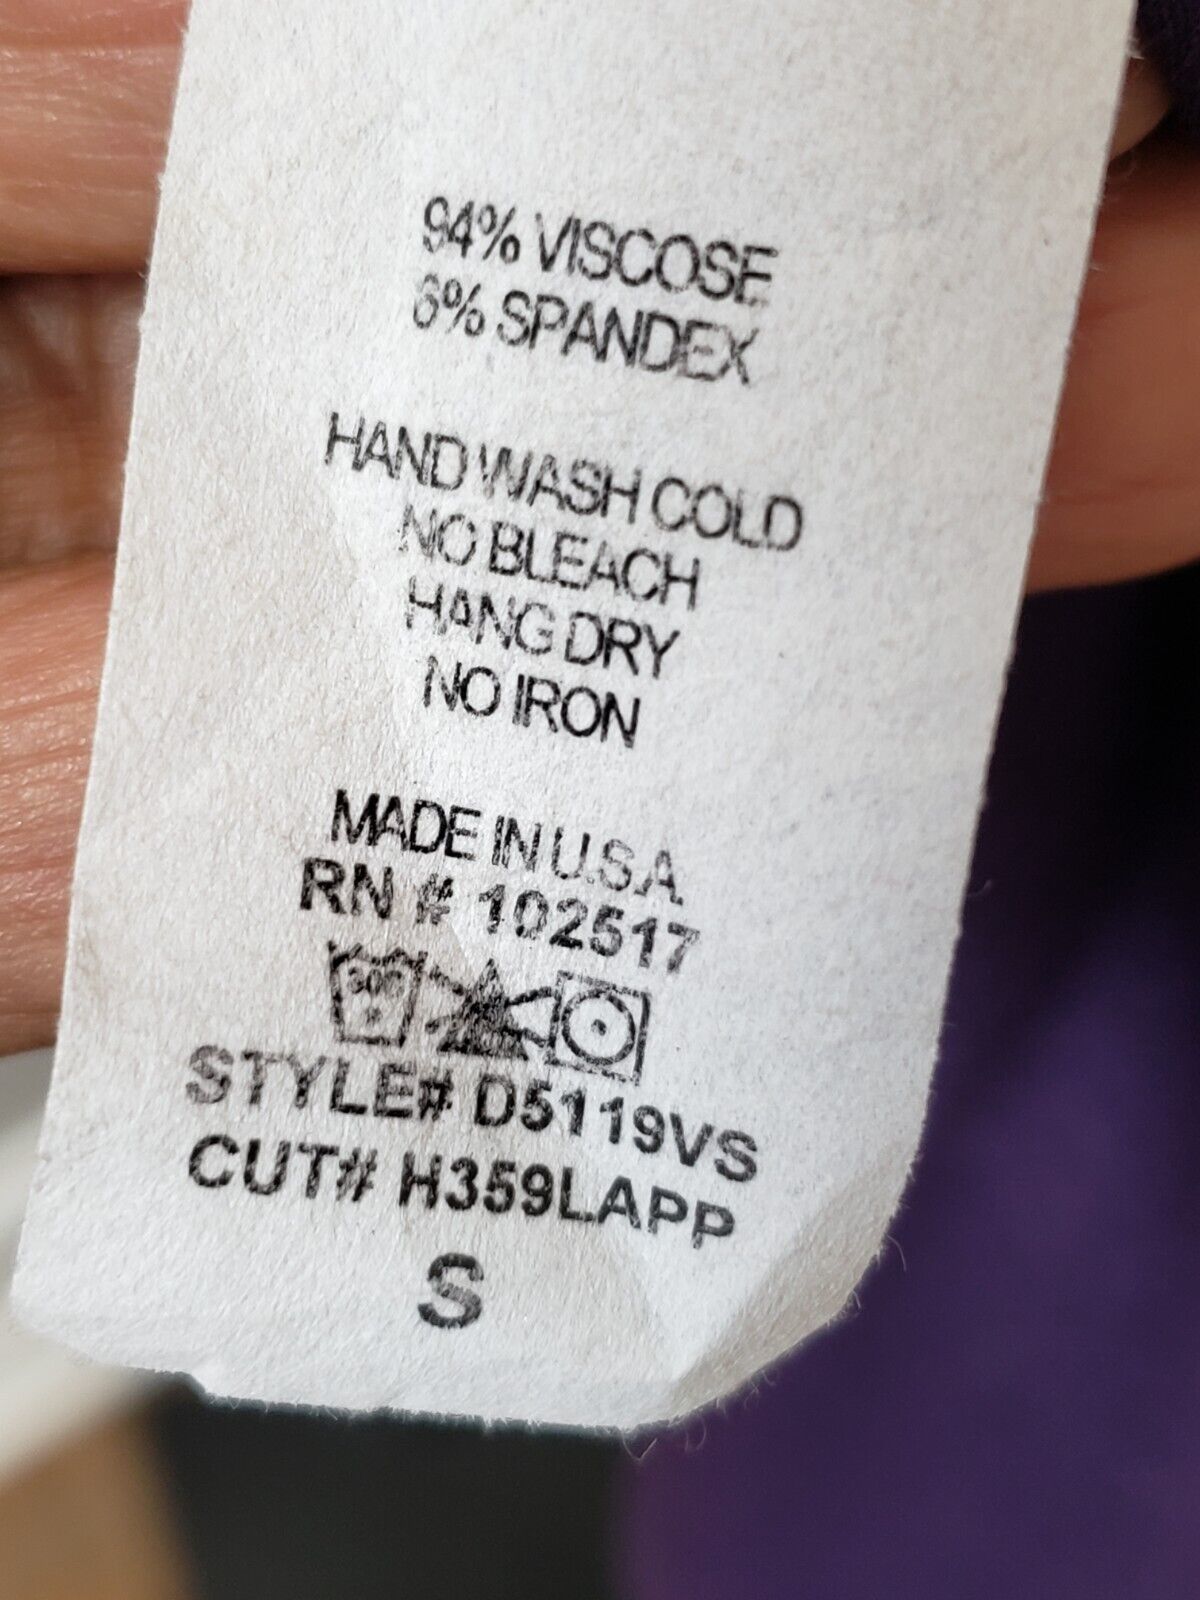 94% VISCOSE
6% SPANDEX
HAND WASH COLD
NO BLEACH
HANG DRY
NO IRON
MADE IN U.S.A
RN # 102517
STYLE# D5119VS
CUT# H359LAPP
S